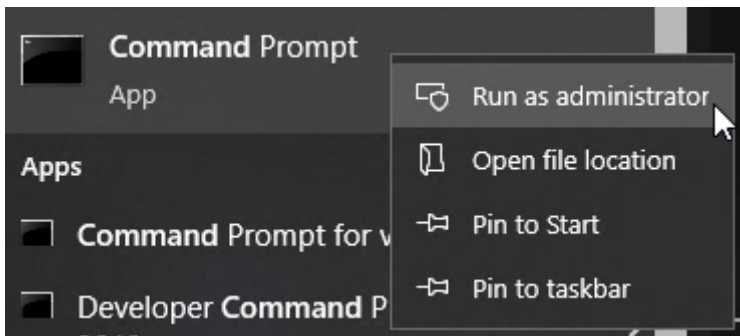 Command Prompt
App
Run as administrator
Open file location
Pin to Start
Pin to taskbar
Apps
Command Prompt for v
Developer Command P